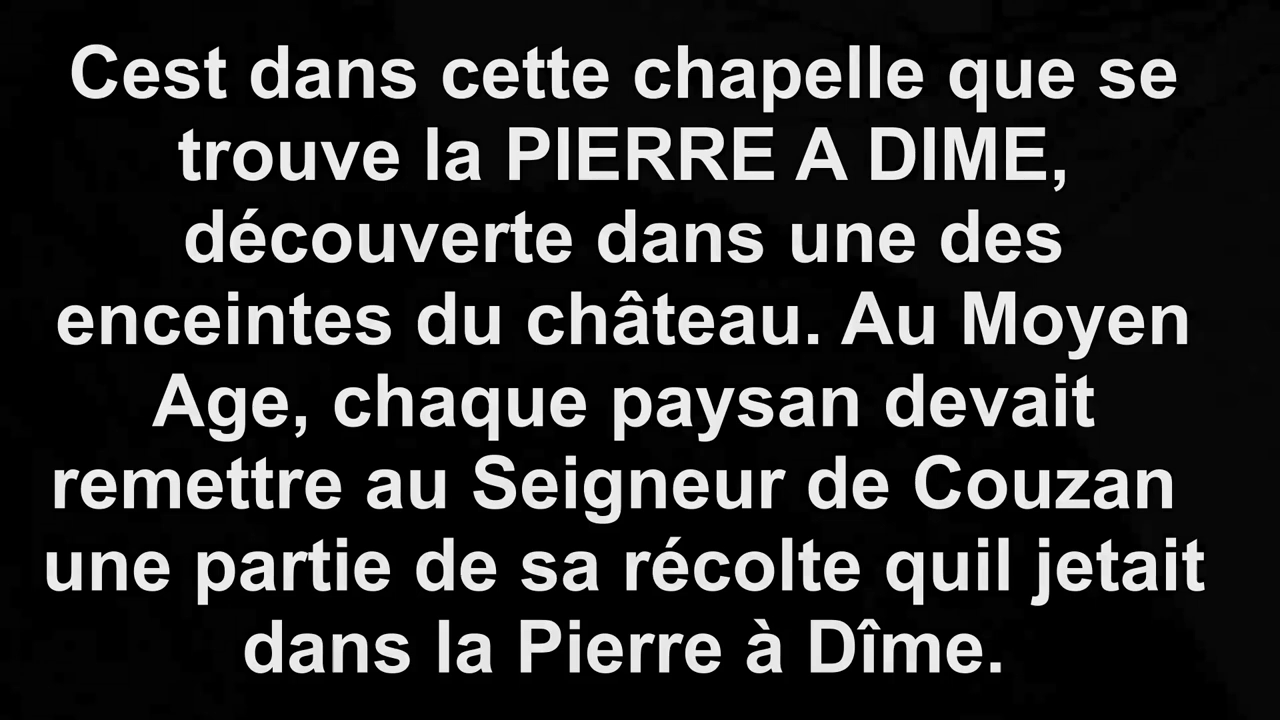 Cest dans cette chapelle que se
trouve la PIERRE A DIME,
découverte dans une des
enceintes du château. Au Moyen
Age, chaque paysan devait
remettre au Seigneur de Couzan
une partie de sa récolte quil jetait
dans la Pierre à Dîme.